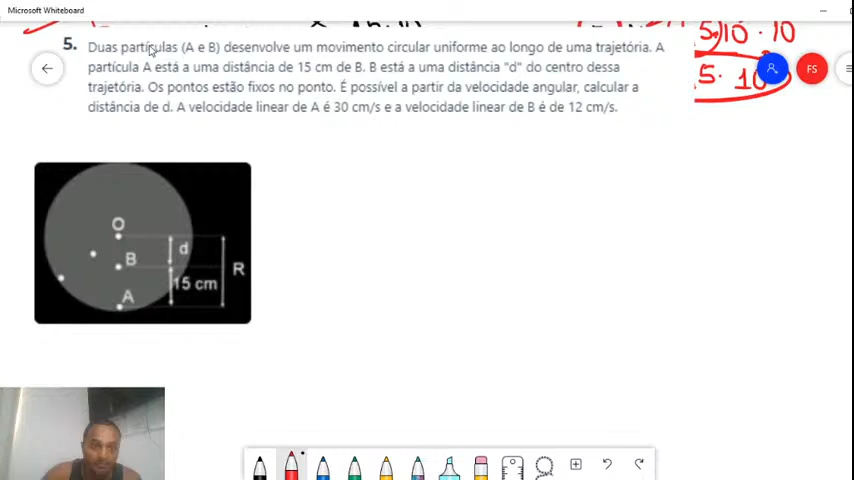 Microsoft Whiteboard
5. Duas partículas (A e B) desenvolve um movimento circular uniforme ao longo de uma trajetória. A
partícula A está a uma distância de 15 cm de B. B está a uma distância "d" do centro dessa
trajetória. Os pontos estão fixos no ponto. É possível a partir da velocidade angular, calcular a
distância de d. A velocidade linear de A é 30 cm/s e a velocidade linear de B é de 12 cm/s.
5)10 · 10
5. 10
FS
O
d
B
R
15 cm
A